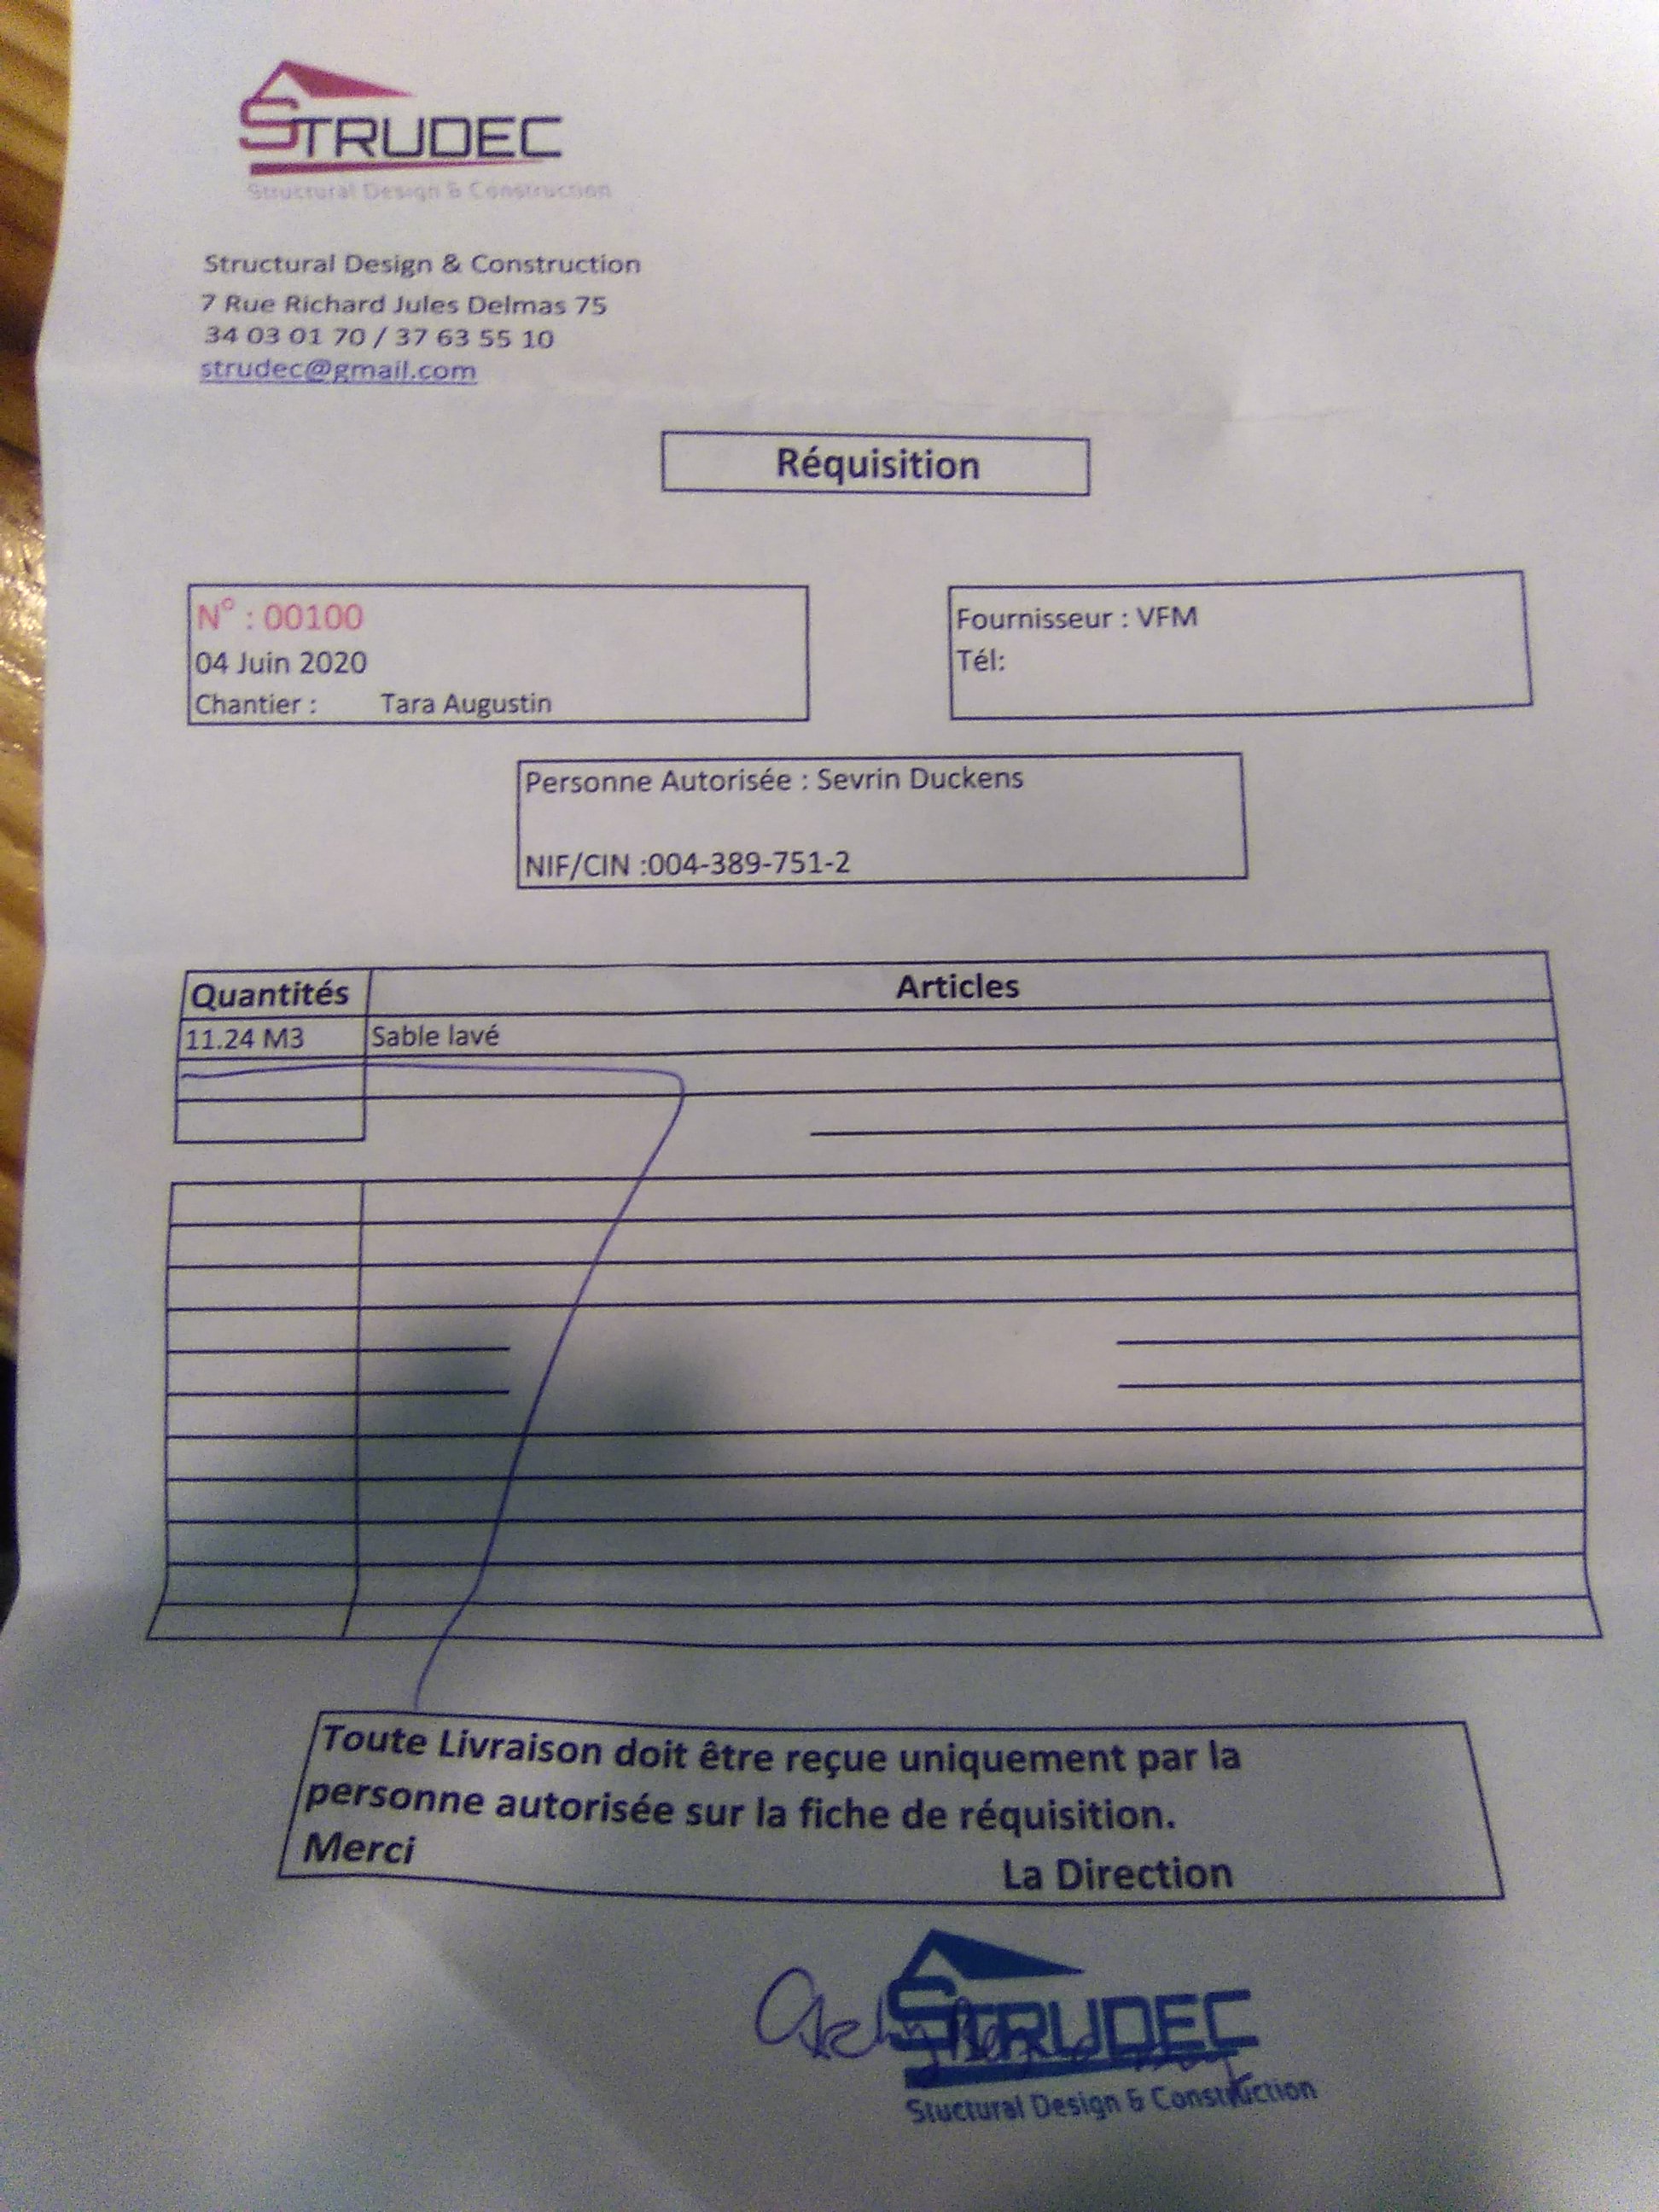 STRUDEC
Structural Design & Construction
Structural Design & Construction
7 Rue Richard Jules Delmas 75
34 03 01 70 / 37 63 55 10
strudec@gmail.com
Réquisition
N° : 00100
04 Juin 2020
Chantier : Tara Augustin
Fournisseur : VFM
Tél:
Personne Autorisée : Sevrin Duckens
NIF/CIN :004-389-751-2
Quantités Articles
11.24 M3 Sable lavé
Toute Livraison doit être reçue uniquement par la
personne autorisée sur la fiche de réquisition.
Merci
La Direction
STRUDEC
Stuctural Design & Construction